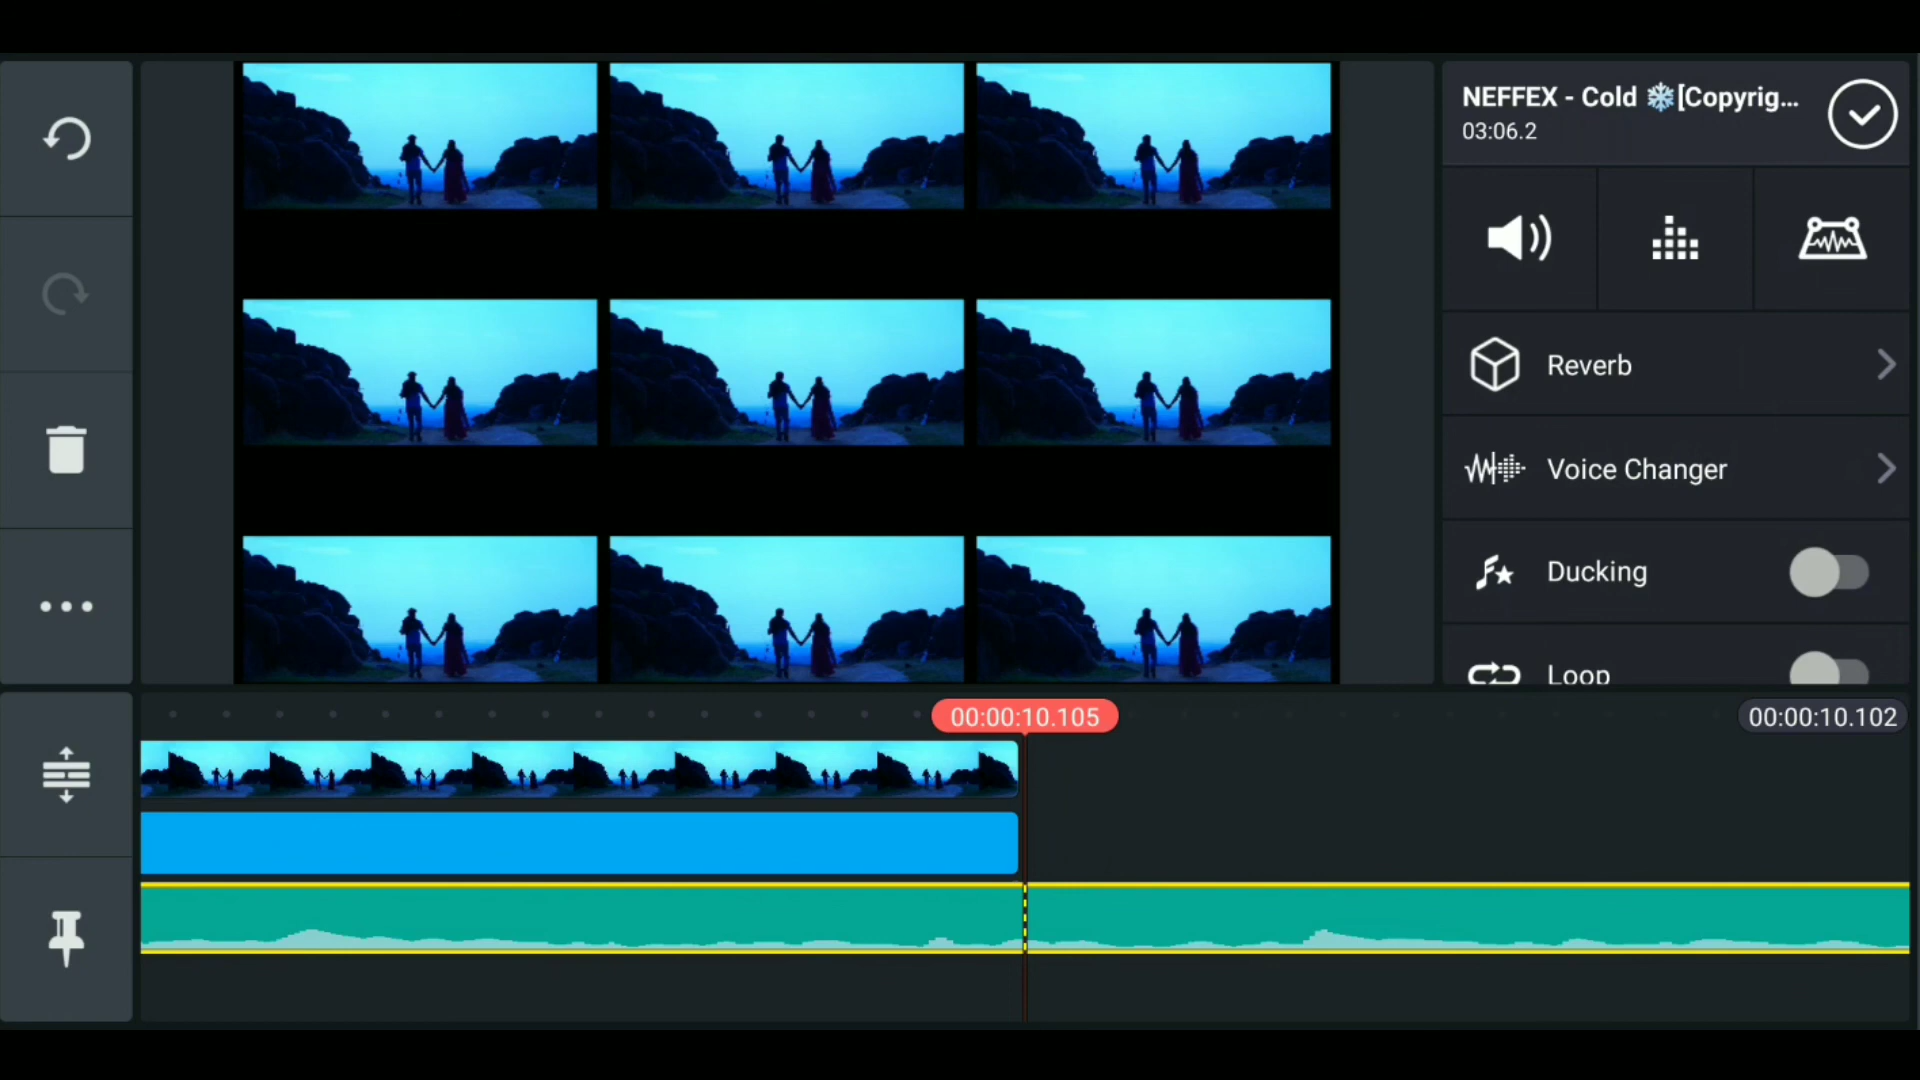 NEFFEX - Cold ❄️[Copyrig...
03:06.2
Reverb
Voice Changer
Ducking
Loop
00:00:10.105
00:00:10.102